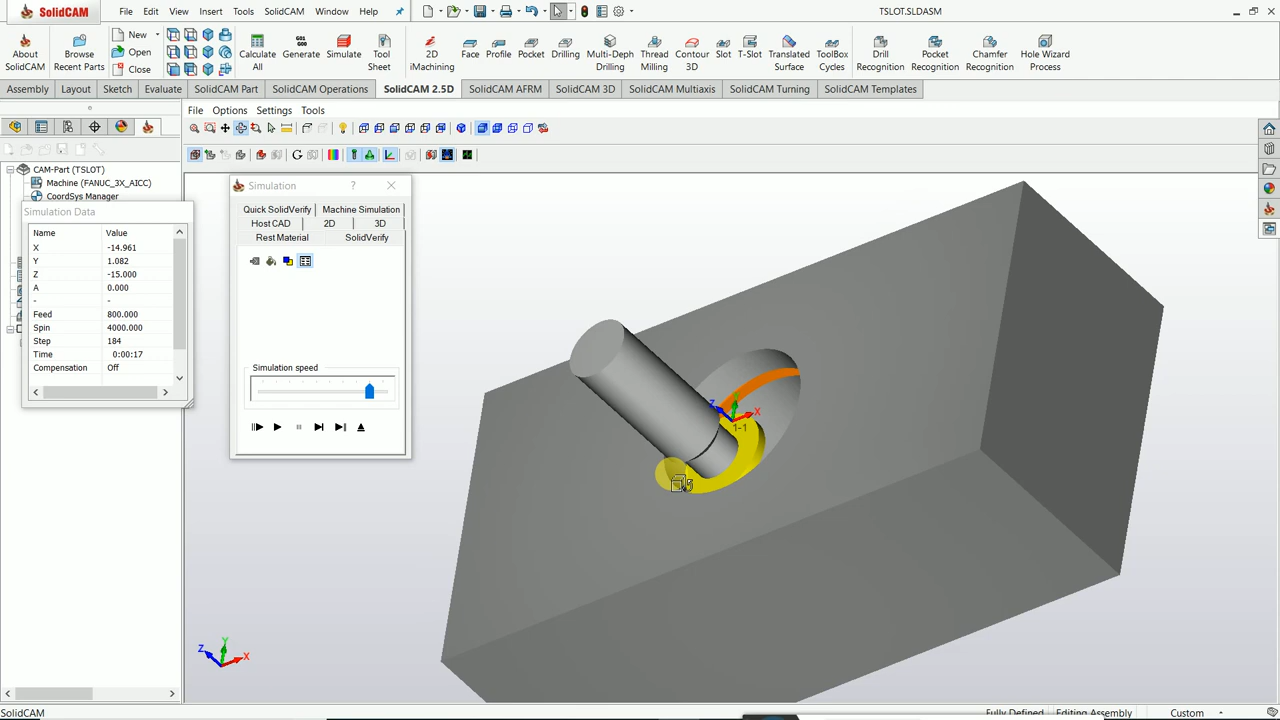 SolidCAM
File Edit View Insert Tools SolidCAM Window Help
TSLOT.SLDASM
About SolidCAM
Browse Recent Parts
New
Open
Close
Calculate All
G01 G00
Generate
Simulate
Tool Sheet
2D iMachining
Face
Profile
Pocket
Drilling
Multi-Depth Drilling
Thread Milling
Contour 3D
Slot
T-Slot
Translated Surface
ToolBox Cycles
Drill Recognition
Pocket Recognition
Chamfer Recognition
Hole Wizard Process
Assembly Layout Sketch Evaluate SolidCAM Part SolidCAM Operations SolidCAM 2.5D SolidCAM AFRM SolidCAM 3D SolidCAM Multiaxis SolidCAM Turning SolidCAM Templates
File Options Settings Tools
CAM-Part (TSLOT)
Machine (FANUC_3X_AICC)
CoordSys Manager
Simulation Data
Name Value
X -14.961
Y 1.082
Z -15.000
A 0.000
- -
Feed 800.000
Spin 4000.000
Step 184
Time 0:00:17
Compensation Off
Simulation ?
Quick SolidVerify Machine Simulation
Host CAD 2D 3D
Rest Material SolidVerify
Simulation speed
Z X
1-1
Y
Z X
SolidCAM
Fully Defined Editing Assembly Custom